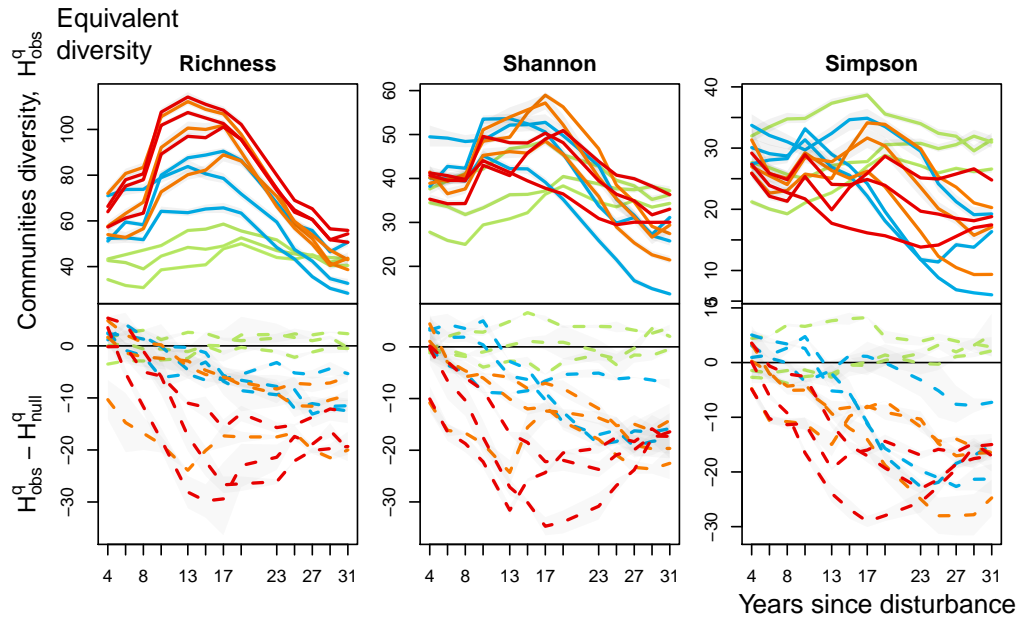 Equivalent
diversity
Richness
Shannon
Simpson
Communities diversity, H^q_obs
40 60 80 100
20 30 40 50 60
5 10 15 20 25 30 35 40
H^q_obs − H^q_null
−30 −20 −10 0
−30 −20 −10 0
−30 −20 −10 0 10
4 8 13 17 23 27 31
4 8 13 17 23 27 31
4 8 13 17 23 27 31
Years since disturbance